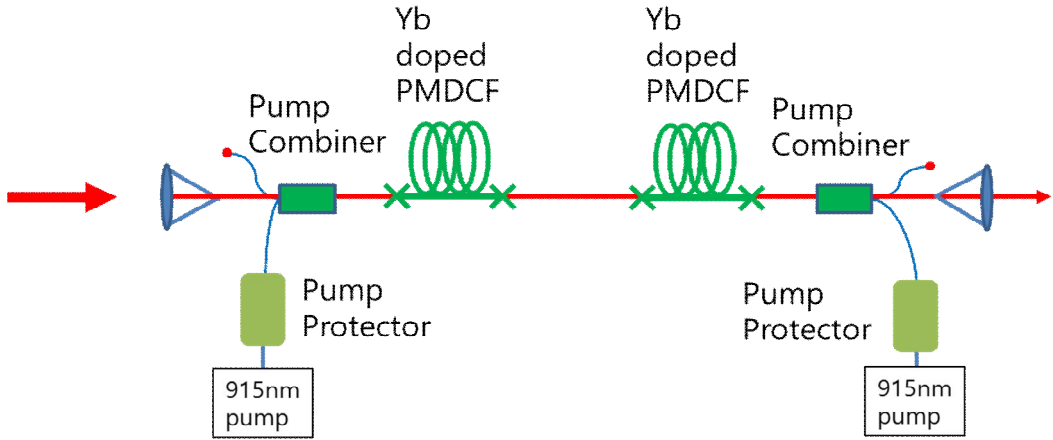 Yb
doped
PMDCF
Yb
doped
PMDCF
Pump
Combiner
Pump
Combiner
Pump
Protector
Pump
Protector
915nm
pump
915nm
pump